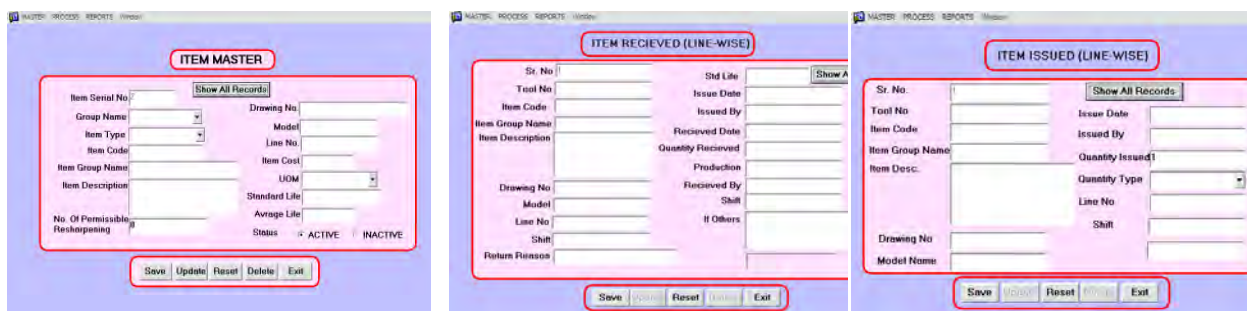 MASTER PROCESS REPORTS Window
ITEM MASTER
Show All Records
Item Serial No.
2
Group Name
Item Type
Item Code
Item Group Name
Item Description
No. Of Permissible
Resharpening
Drawing No.
Model
Line No.
Item Cost
UOM
Standard Life
Avrage Life
Status
ACTIVE
INACTIVE
Save Update Reset Delete Exit
MASTER PROCESS REPORTS Window
ITEM RECIEVED (LINE-WISE)
Sr. No
1
Tool No
Item Code
Item Group Name
Item Description
Drawing No
Model
Line No
Shift
Return Reason
Std Life
Show A
Issue Date
Issued By
Recieved Date
Quantity Recieved
Production
Recieved By
Shift
If Others
Save Update Reset Exit
MASTER PROCESS REPORTS Window
ITEM ISSUED (LINE-WISE)
Sr. No.
1
Tool No
Item Code
Item Group Name
Item Desc.
Drawing No
Model Name
Show All Records
Issue Date
Issued By
Quantity Issued
1
Quantity Type
Line No
Shift
Save Update Reset Exit